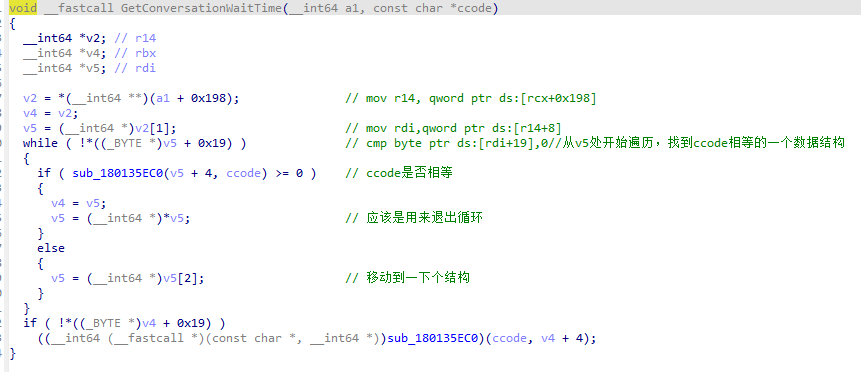 void __fastcall GetConversationWaitTime(__int64 a1, const char *ccode)
{
__int64 *v2; // r14
__int64 *v4; // rbx
__int64 *v5; // rdi
v2 = *(__int64 **)(a1 + 0x198); // mov r14, qword ptr ds:[rcx+0x198]
v4 = v2;
v5 = (__int64 *)v2[1]; // mov rdi,qword ptr ds:[r14+8]
while ( !*((_BYTE *)v5 + 0x19) ) // cmp byte ptr ds:[rdi+19],0//从v5处开始遍历，找到ccode相等的一个数据结构
{
if ( sub_180135EC0(v5 + 4, ccode) >= 0 ) // ccode是否相等
{
v4 = v5;
v5 = (__int64 *)*v5; // 应该是用来退出循环
}
else
{
v5 = (__int64 *)v5[2]; // 移动到一下个结构
}
}
if ( !*((_BYTE *)v4 + 0x19) )
((__int64 (__fastcall *)(const char *, __int64 *))sub_180135EC0)(ccode, v4 + 4);
}